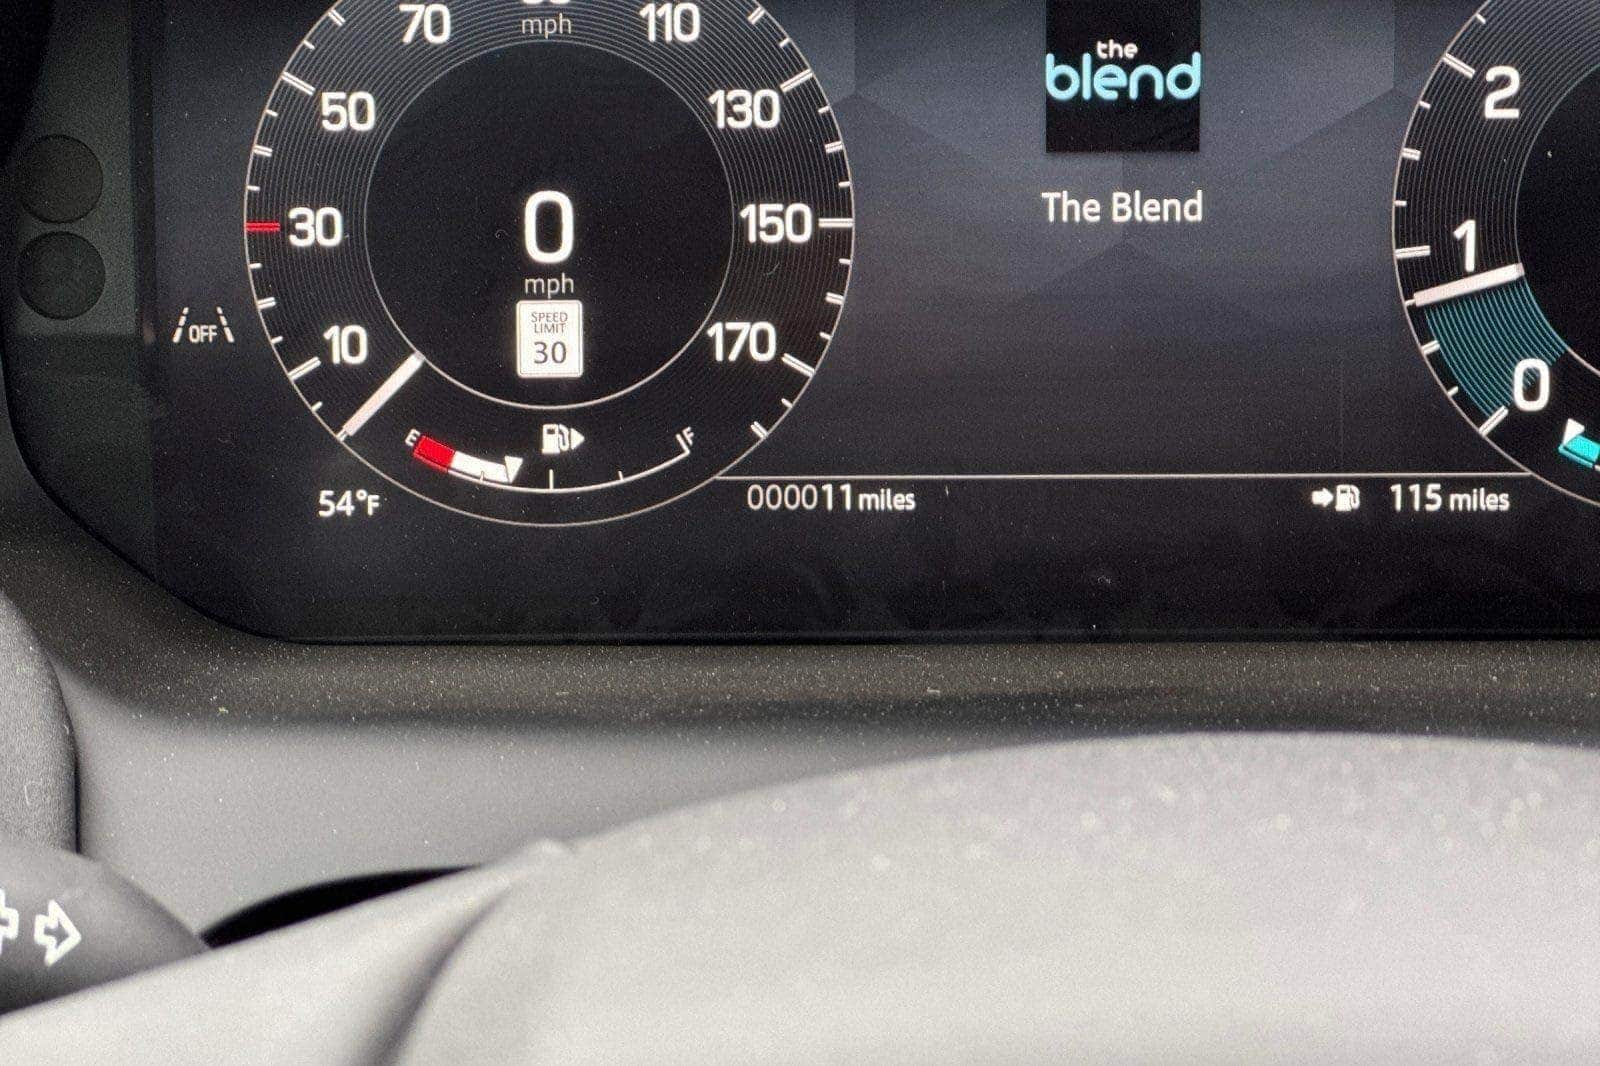 70
mph
110
50
130
30
150
10
170
0
mph
SPEED
LIMIT
30
OFF
E
F
54°F
the
blend
The Blend
000011 miles
115 miles
2
1
0